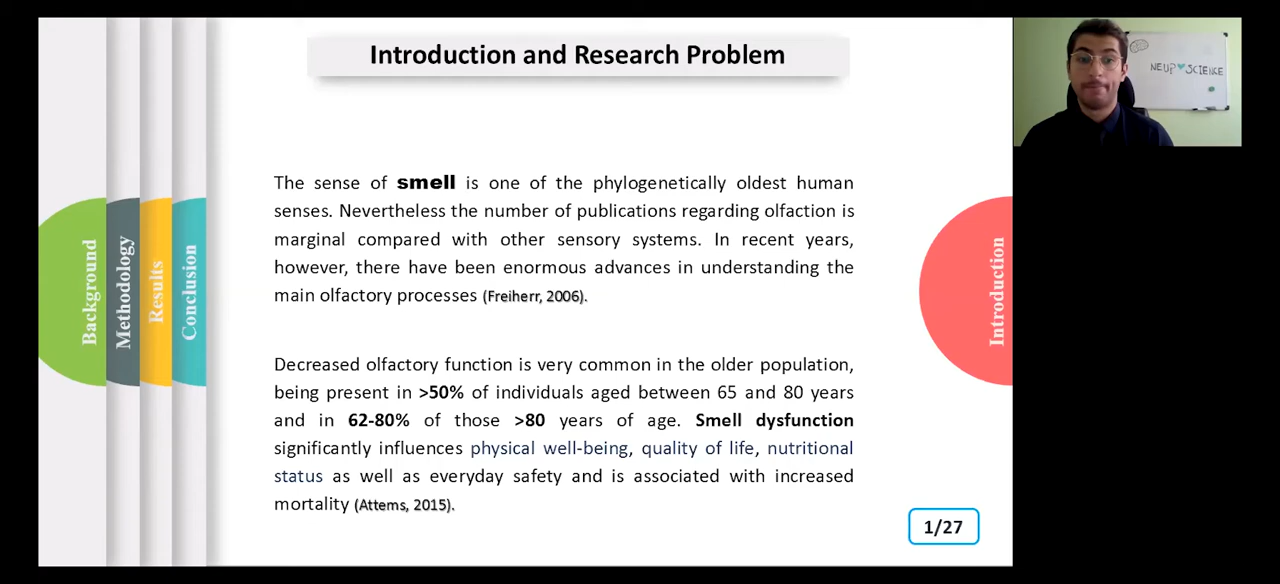 Introduction and Research Problem
NEUR SCIENCE
The sense of smell is one of the phylogenetically oldest human
senses. Nevertheless the number of publications regarding olfaction is
marginal compared with other sensory systems. In recent years,
however, there have been enormous advances in understanding the
main olfactory processes (Freiherr, 2006).
Decreased olfactory function is very common in the older population,
being present in >50% of individuals aged between 65 and 80 years
and in 62-80% of those >80 years of age. Smell dysfunction
significantly influences physical well-being, quality of life, nutritional
status as well as everyday safety and is associated with increased
mortality (Attems, 2015).
Background
Methodology
Results
Conclusion
Introduction
1/27